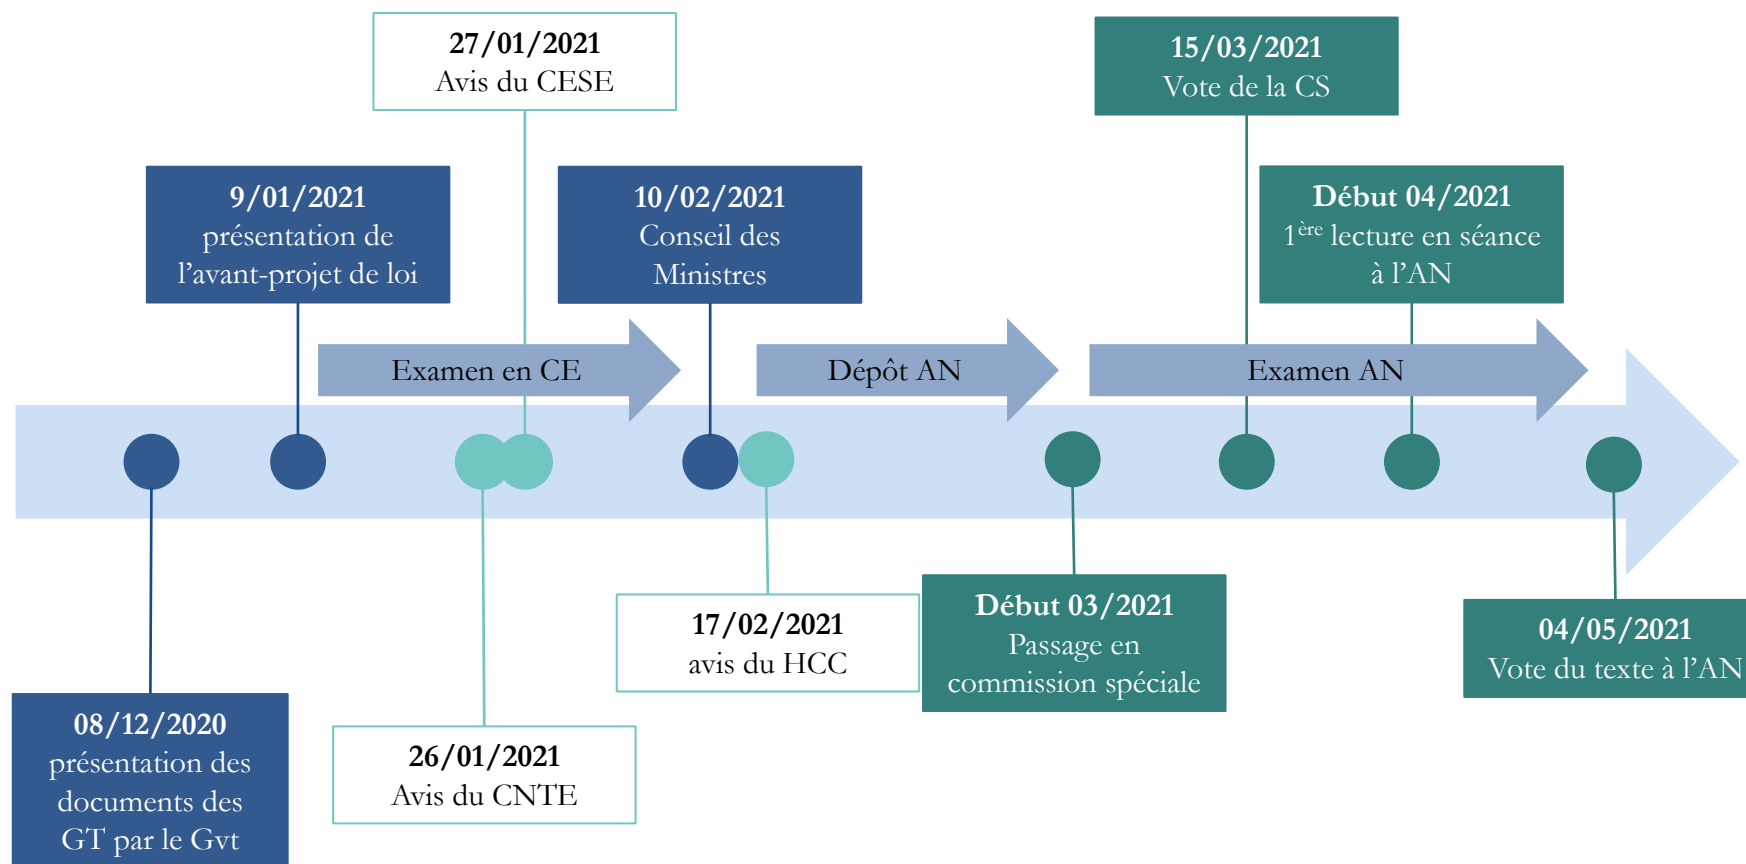 27/01/2021
Avis du CESE
15/03/2021
Vote de la CS
9/01/2021
présentation de
l’avant-projet de loi
10/02/2021
Conseil des
Ministres
Début 04/2021
1ère lecture en séance
à l’AN
Examen en CE
Dépôt AN
Examen AN
08/12/2020
présentation des
documents des
GT par le Gvt
26/01/2021
Avis du CNTE
17/02/2021
avis du HCC
Début 03/2021
Passage en
commission spéciale
04/05/2021
Vote du texte à l’AN